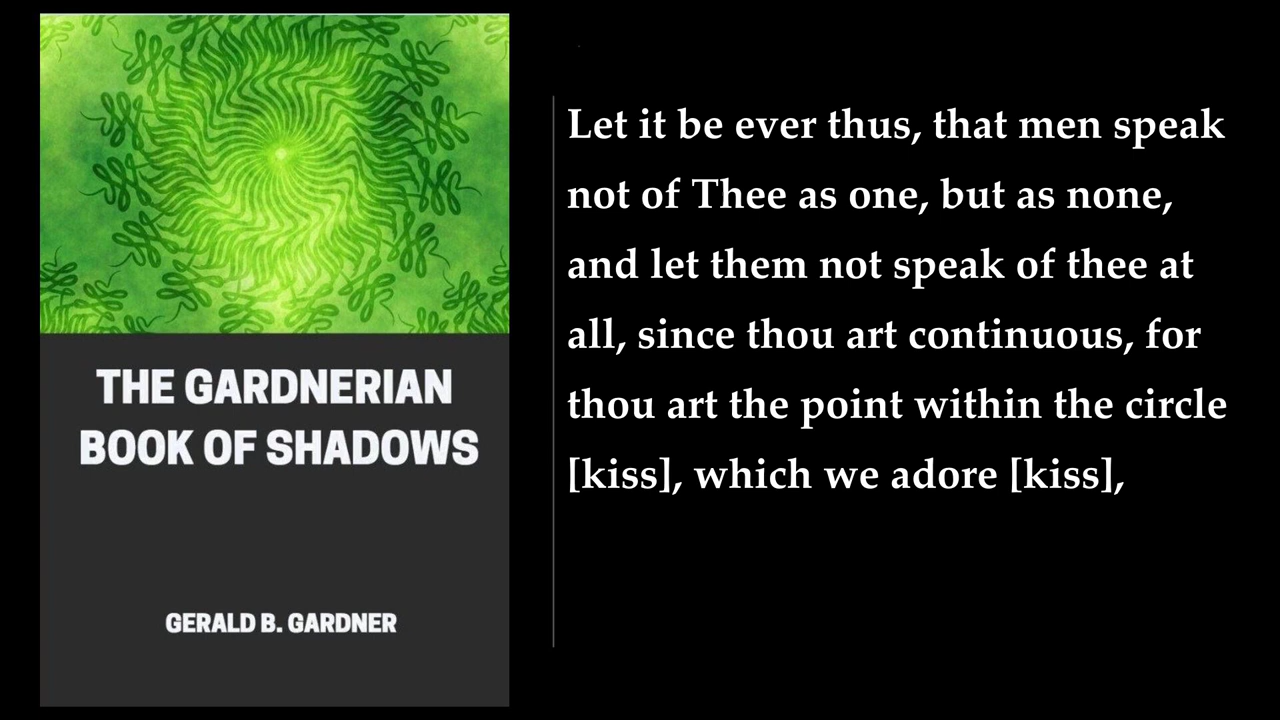 THE GARDNERIAN
BOOK OF SHADOWS
GERALD B. GARDNER
Let it be ever thus, that men speak
not of Thee as one, but as none,
and let them not speak of thee at
all, since thou art continuous, for
thou art the point within the circle
[kiss], which we adore [kiss],